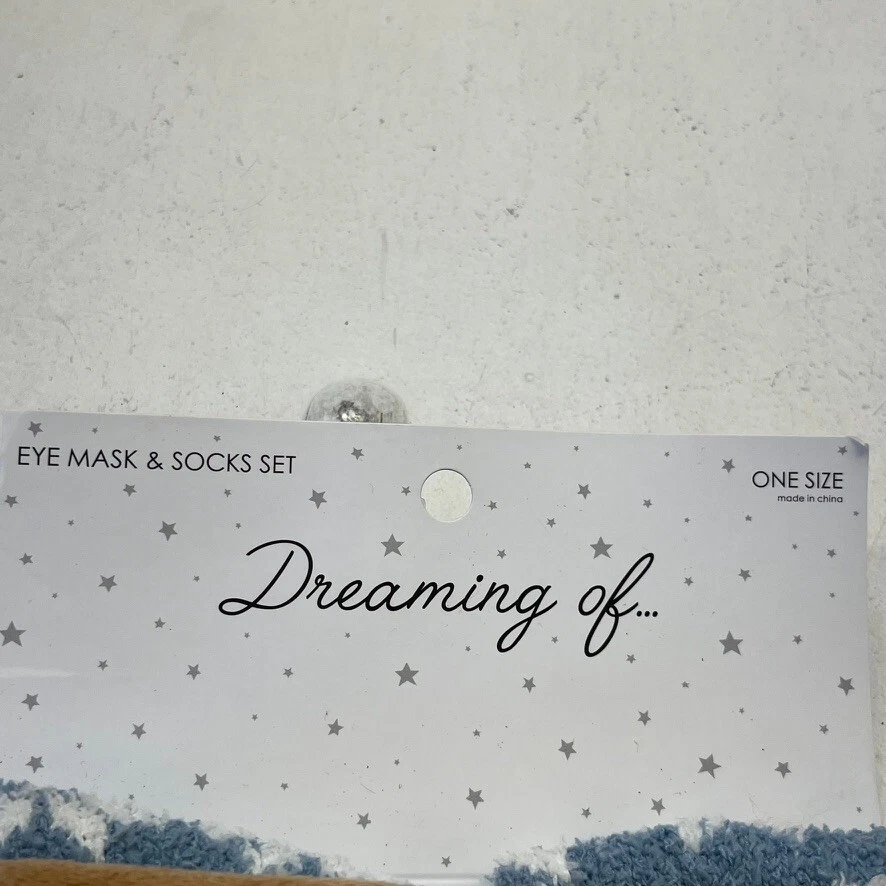 EYE MASK & SOCKS SET
ONE SIZE
made in china
Dreaming of...